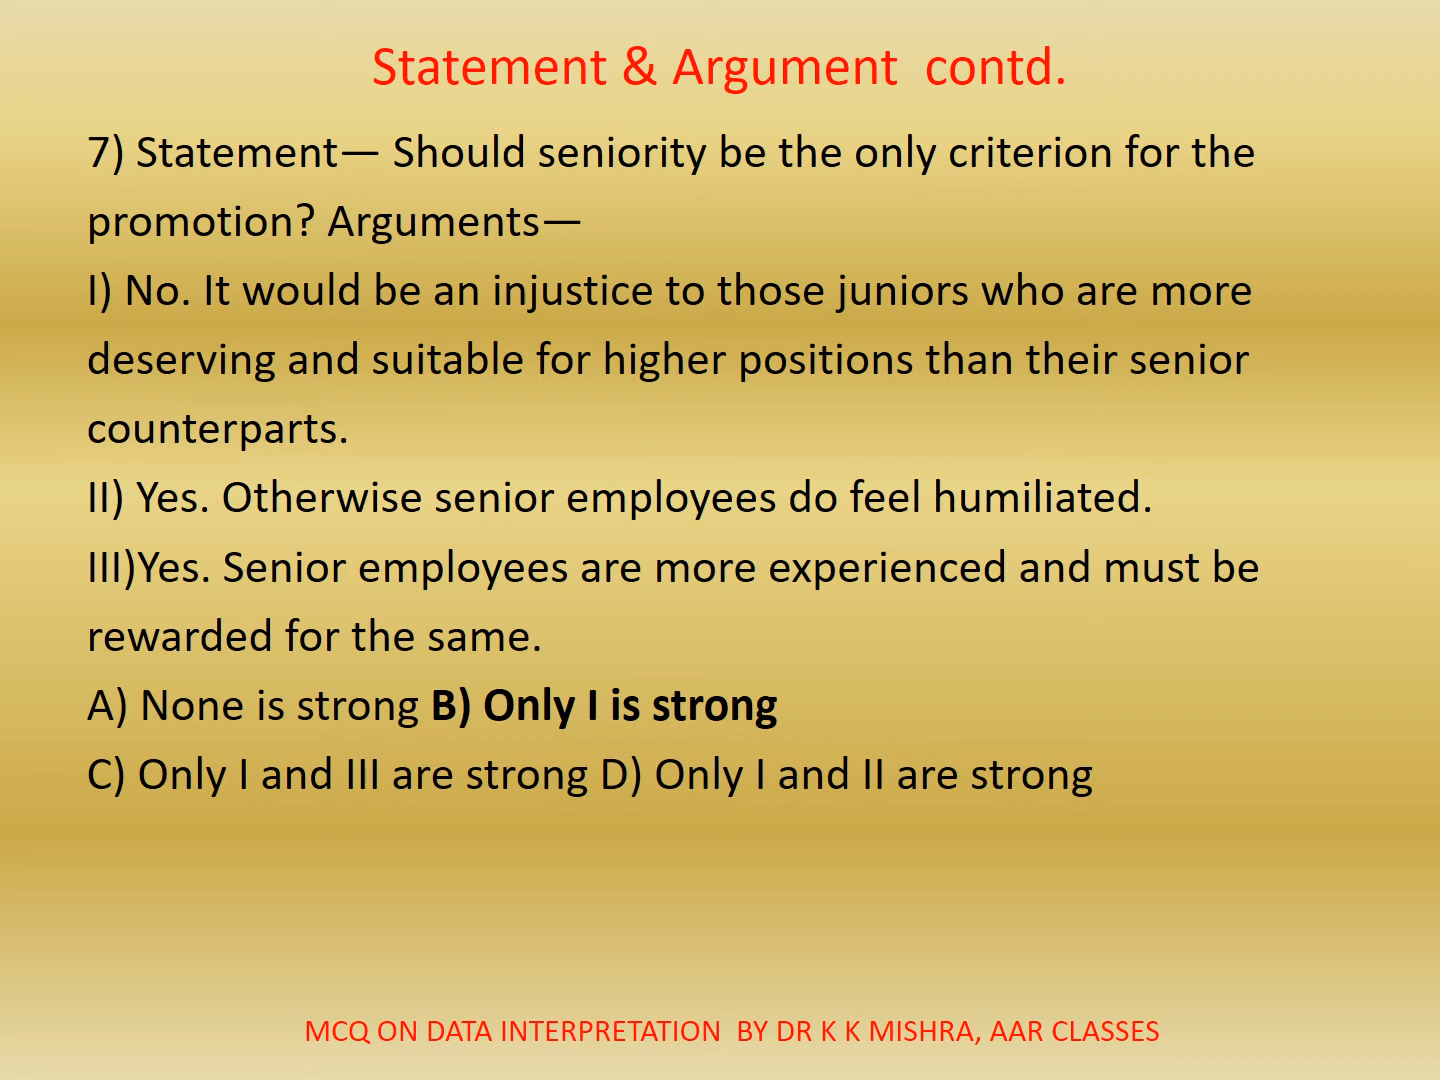 Statement & Argument contd.
7) Statement— Should seniority be the only criterion for the
promotion? Arguments—
I) No. It would be an injustice to those juniors who are more
deserving and suitable for higher positions than their senior
counterparts.
II) Yes. Otherwise senior employees do feel humiliated.
III)Yes. Senior employees are more experienced and must be
rewarded for the same.
A) None is strong B) Only I is strong
C) Only I and III are strong D) Only I and II are strong
MCQ ON DATA INTERPRETATION BY DR K K MISHRA, AAR CLASSES